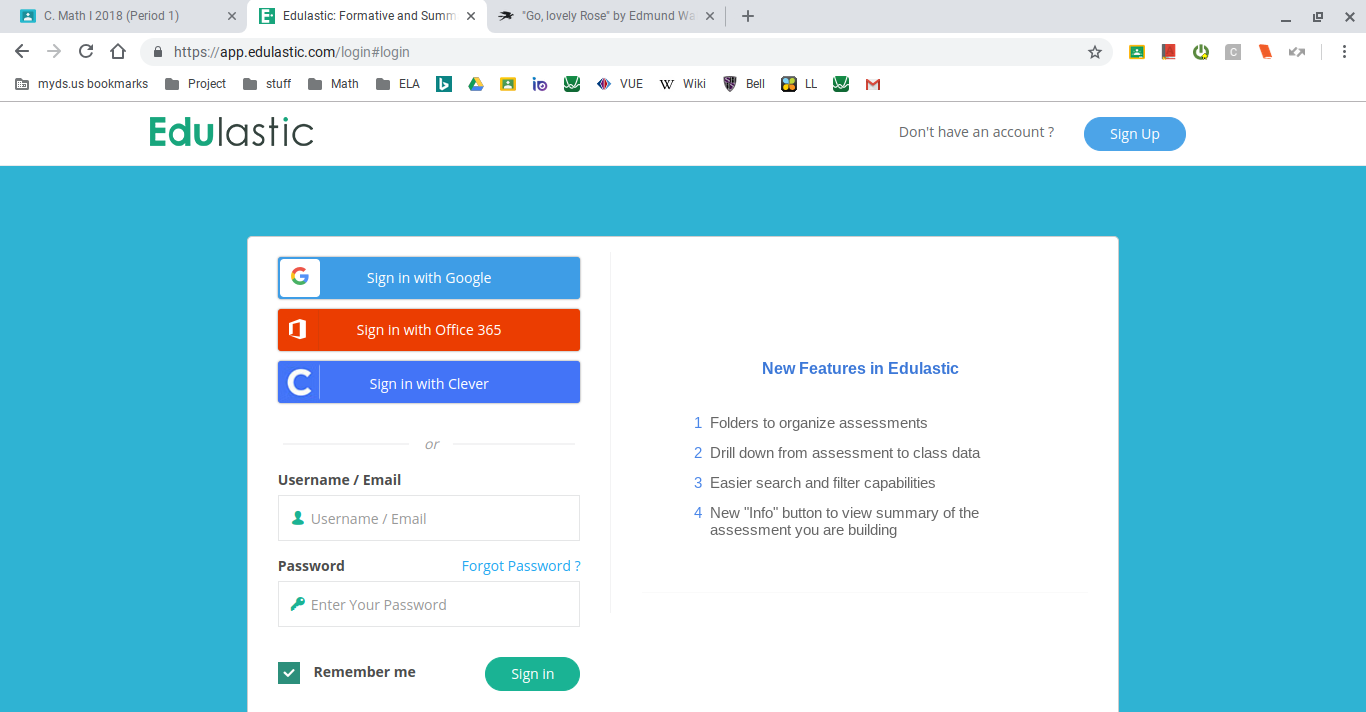 C. Math I 2018 (Period 1)
Edulastic: Formative and Summ
"Go, lovely Rose" by Edmund Wa
https://app.edulastic.com/login#login
myds.us bookmarks Project stuff Math ELA VUE Wiki Bell LL
Edulastic
Don't have an account ?
Sign Up
Sign in with Google
Sign in with Office 365
Sign in with Clever
or
Username / Email
Username / Email
Password Forgot Password ?
Enter Your Password
Remember me
Sign in
New Features in Edulastic
1 Folders to organize assessments
2 Drill down from assessment to class data
3 Easier search and filter capabilities
4 New "Info" button to view summary of the
assessment you are building